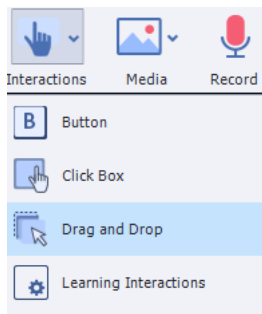 Interactions Media Record
B Button
Click Box
Drag and Drop
Learning Interactions